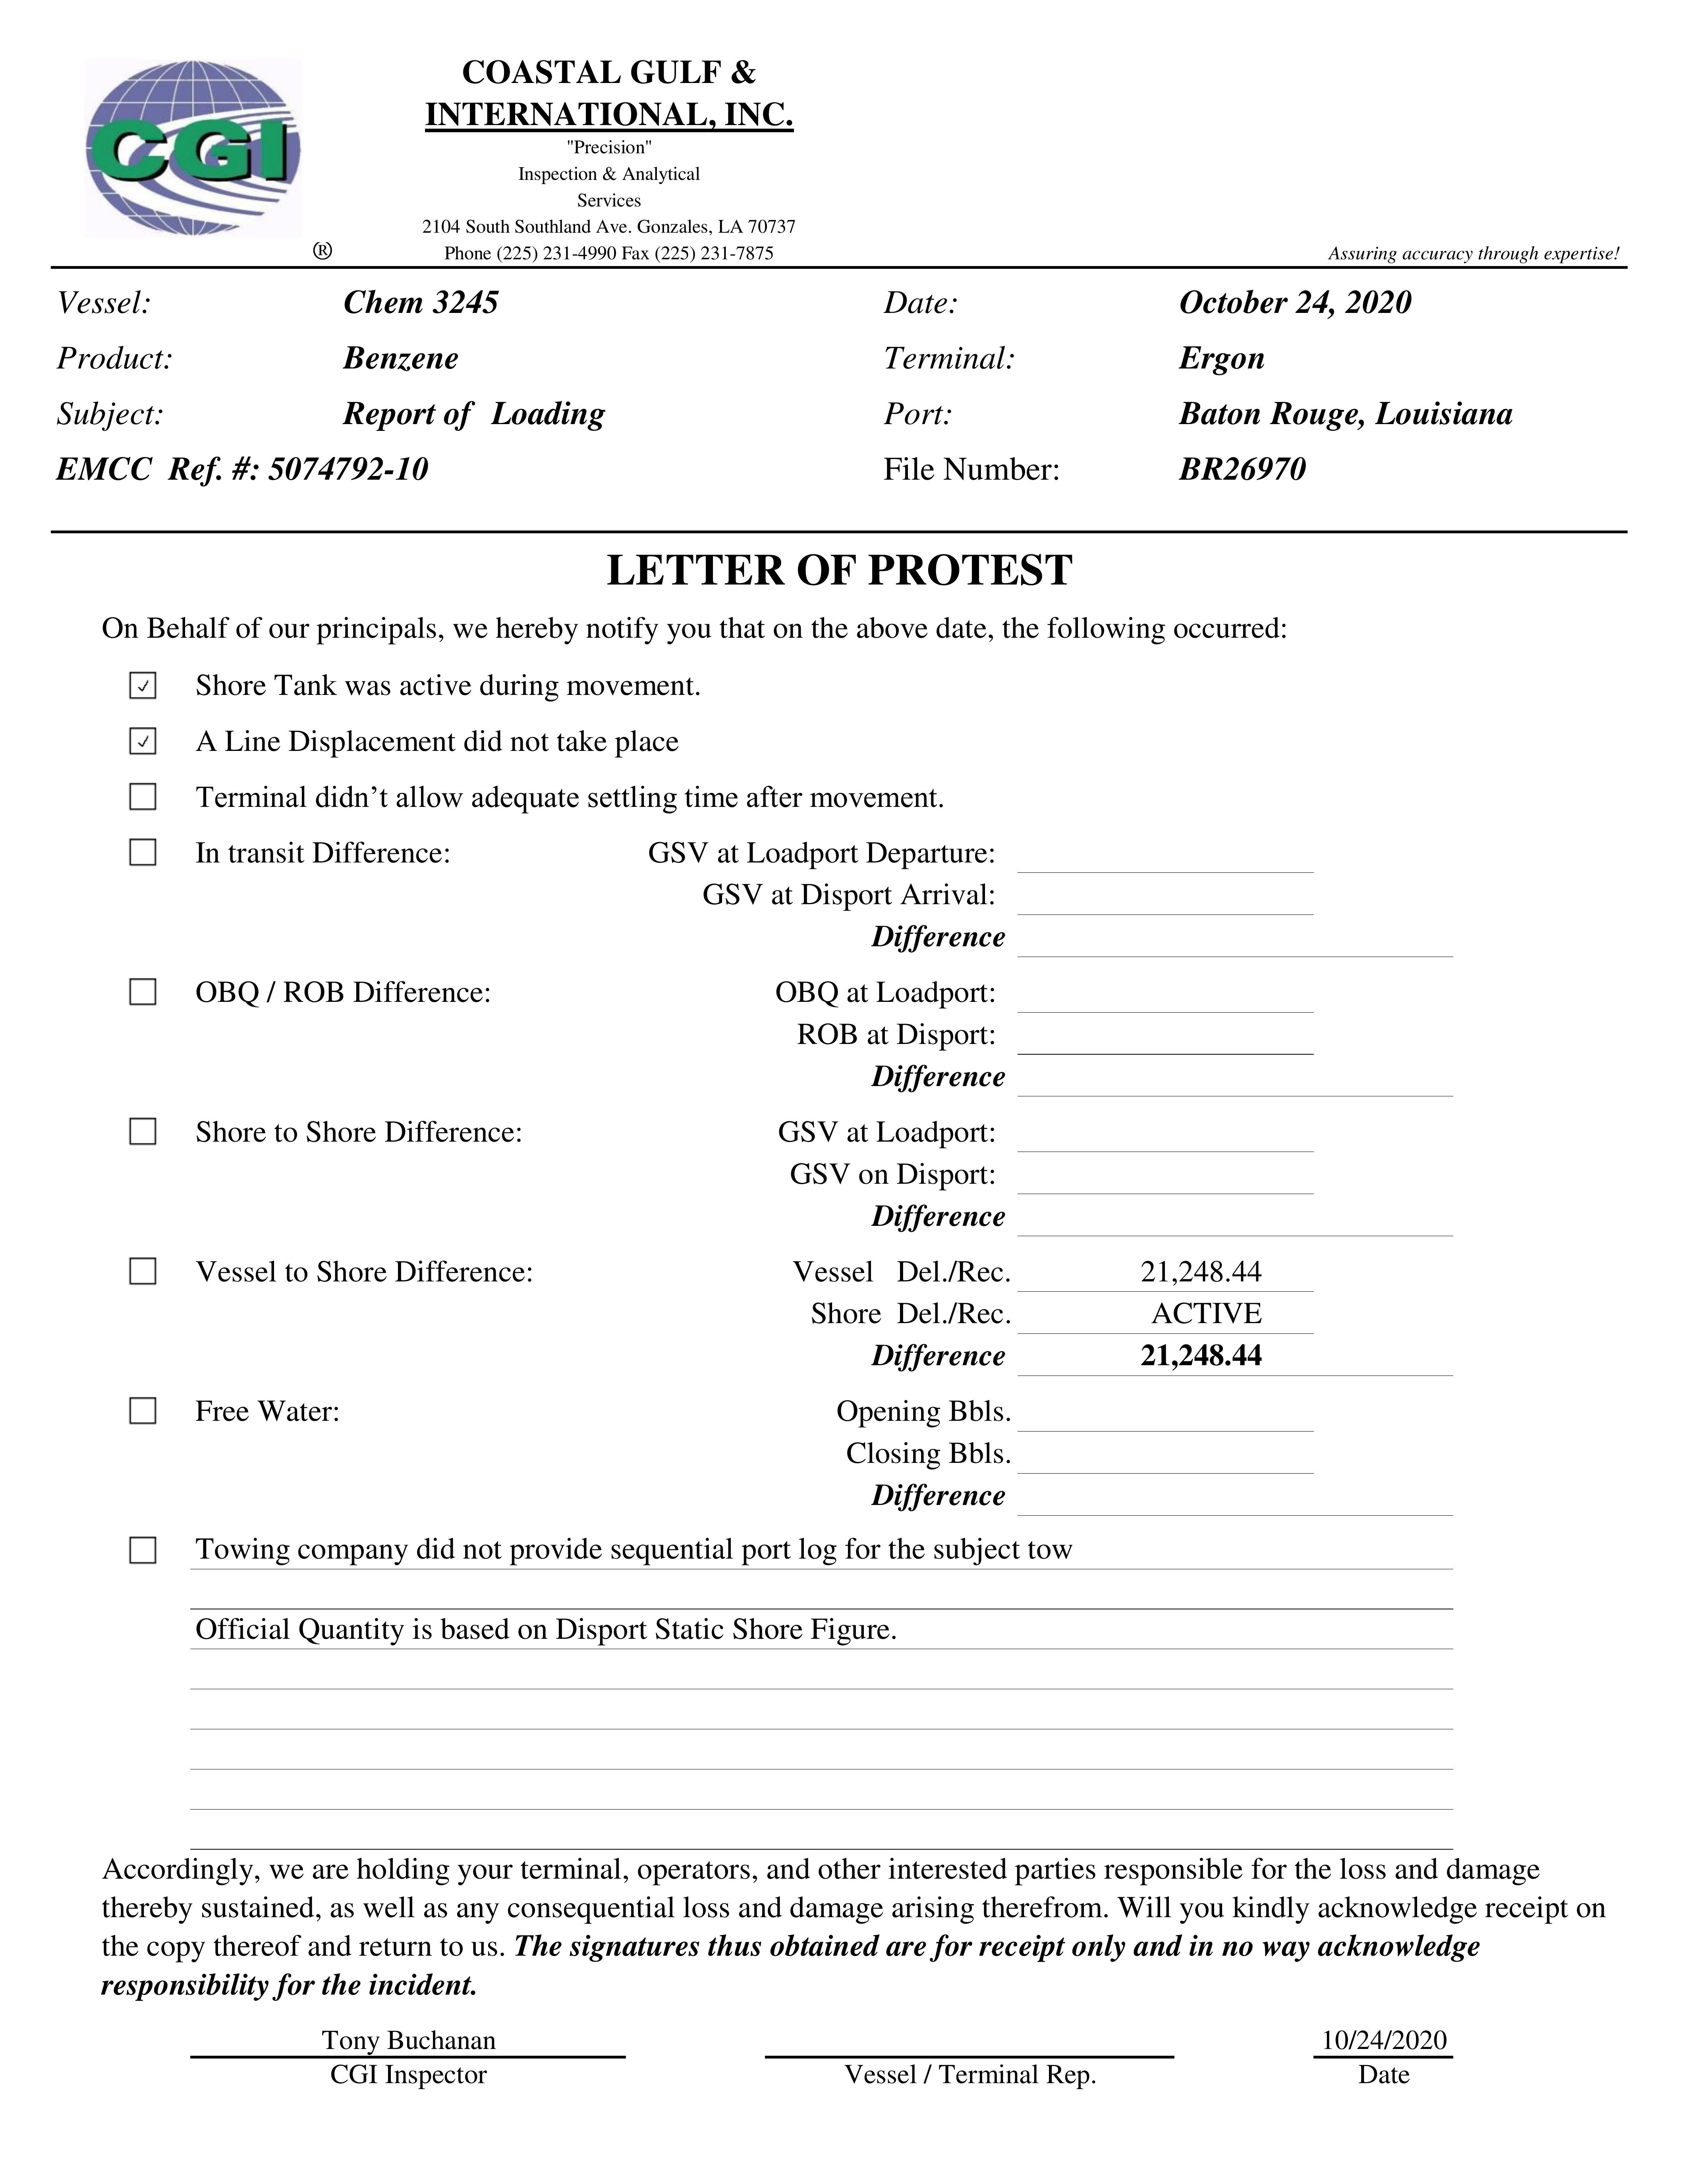 CGI
®
COASTAL GULF &
INTERNATIONAL, INC.
"Precision"
Inspection & Analytical
Services
2104 South Southland Ave. Gonzales, LA 70737
Phone (225) 231-4990 Fax (225) 231-7875
Assuring accuracy through expertise!
Vessel: Chem 3245 Date: October 24, 2020
Product: Benzene Terminal: Ergon
Subject: Report of Loading Port: Baton Rouge, Louisiana
EMCC Ref. #: 5074792-10 File Number: BR26970
LETTER OF PROTEST
On Behalf of our principals, we hereby notify you that on the above date, the following occurred:
☑ Shore Tank was active during movement.
☑ A Line Displacement did not take place
☐ Terminal didn’t allow adequate settling time after movement.
☐ In transit Difference: GSV at Loadport Departure:
GSV at Disport Arrival:
Difference
☐ OBQ / ROB Difference: OBQ at Loadport:
ROB at Disport:
Difference
☐ Shore to Shore Difference: GSV at Loadport:
GSV on Disport:
Difference
☐ Vessel to Shore Difference: Vessel Del./Rec. 21,248.44
Shore Del./Rec. ACTIVE
Difference 21,248.44
☐ Free Water: Opening Bbls.
Closing Bbls.
Difference
☐ Towing company did not provide sequential port log for the subject tow
Official Quantity is based on Disport Static Shore Figure.
Accordingly, we are holding your terminal, operators, and other interested parties responsible for the loss and damage
thereby sustained, as well as any consequential loss and damage arising therefrom. Will you kindly acknowledge receipt on
the copy thereof and return to us. The signatures thus obtained are for receipt only and in no way acknowledge
responsibility for the incident.
Tony Buchanan 10/24/2020
CGI Inspector Vessel / Terminal Rep. Date